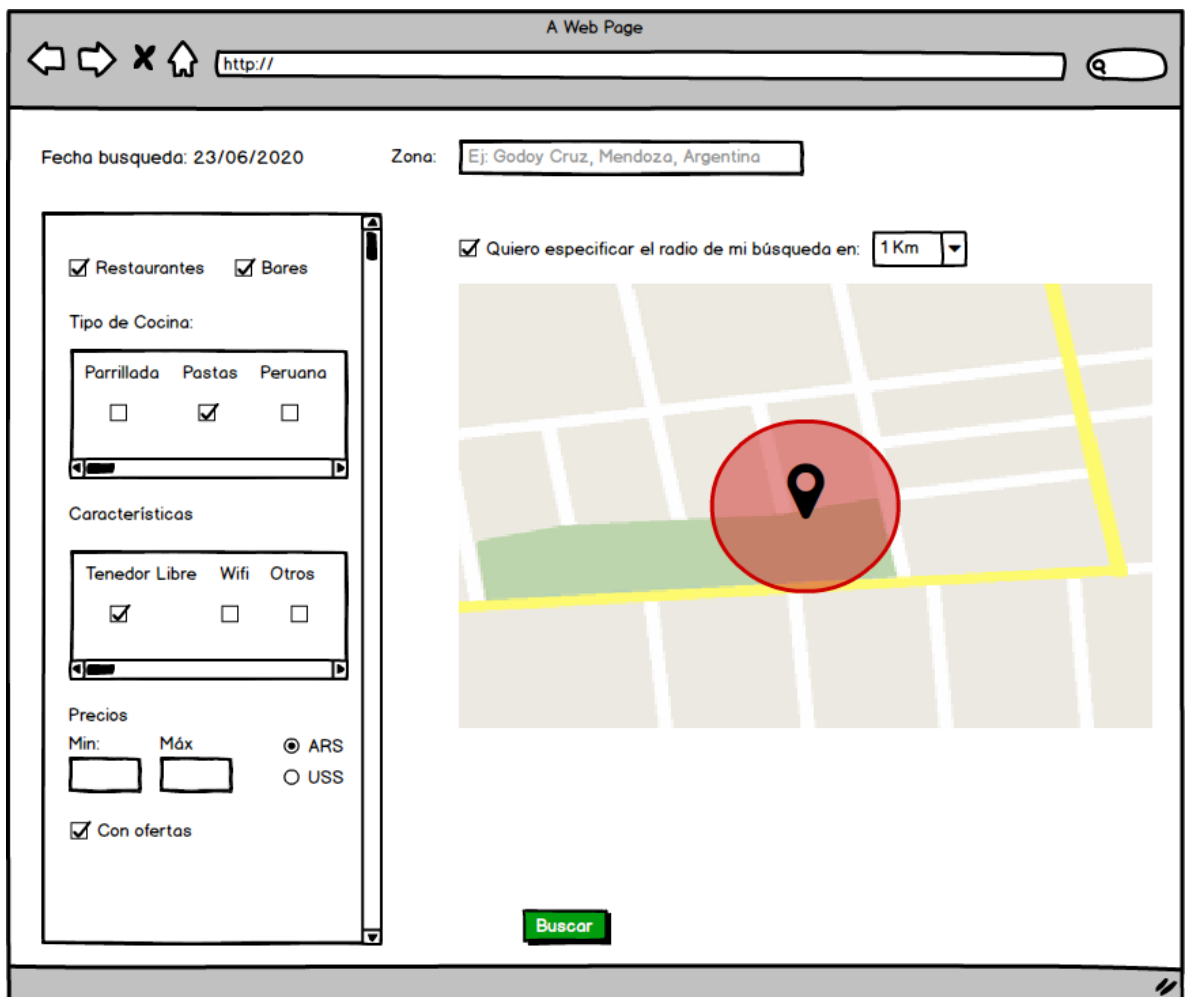 A Web Page
http://
Fecha busqueda: 23/06/2020
Zona:
Ej: Godoy Cruz, Mendoza, Argentina
Restaurantes
Bares
Tipo de Cocina:
Parrillada Pastas Peruana
Características
Tenedor Libre Wifi Otros
Precios
Min: Máx
ARS
USS
Con ofertas
Quiero especificar el radio de mi búsqueda en:
1 Km
Buscar